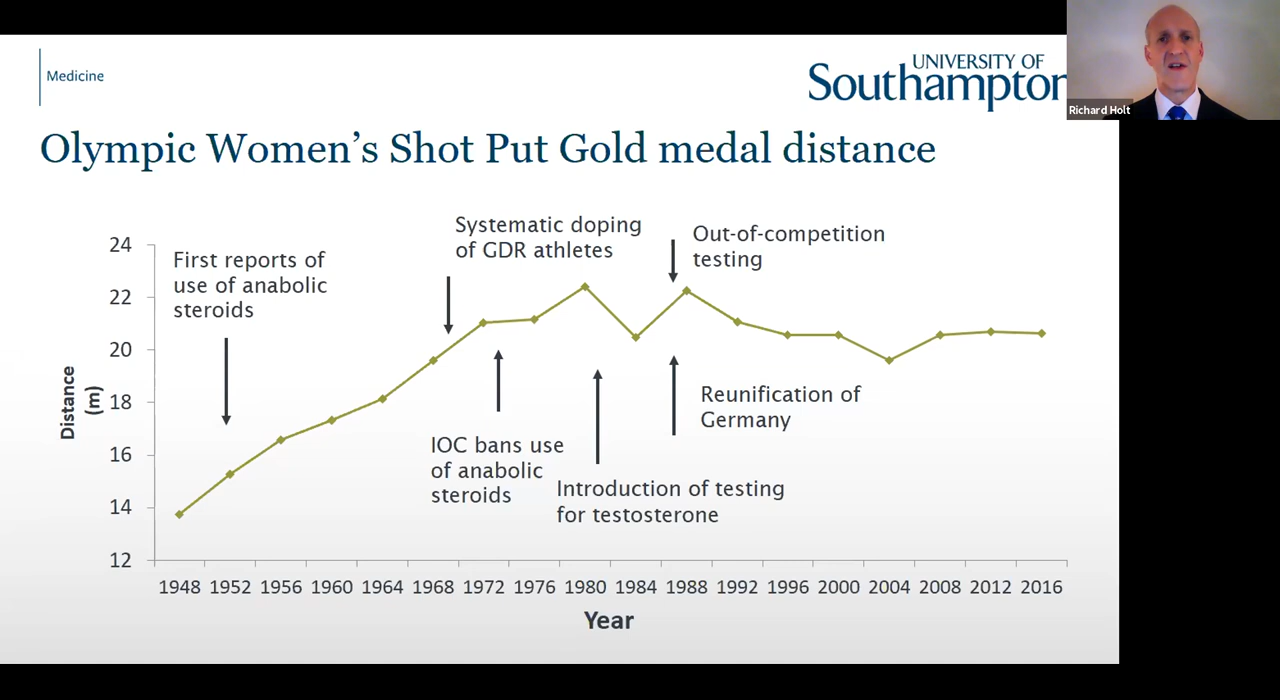 Medicine
UNIVERSITY OF
Southampton
Richard Holt
Olympic Women's Shot Put Gold medal distance
Systematic doping
of GDR athletes
Out-of-competition
testing
First reports of
use of anabolic
steroids
24
22
20
18
16
14
12
Distance
(m)
Reunification of
Germany
IOC bans use
of anabolic
steroids
Introduction of testing
for testosterone
1948 1952 1956 1960 1964 1968 1972 1976 1980 1984 1988 1992 1996 2000 2004 2008 2012 2016
Year